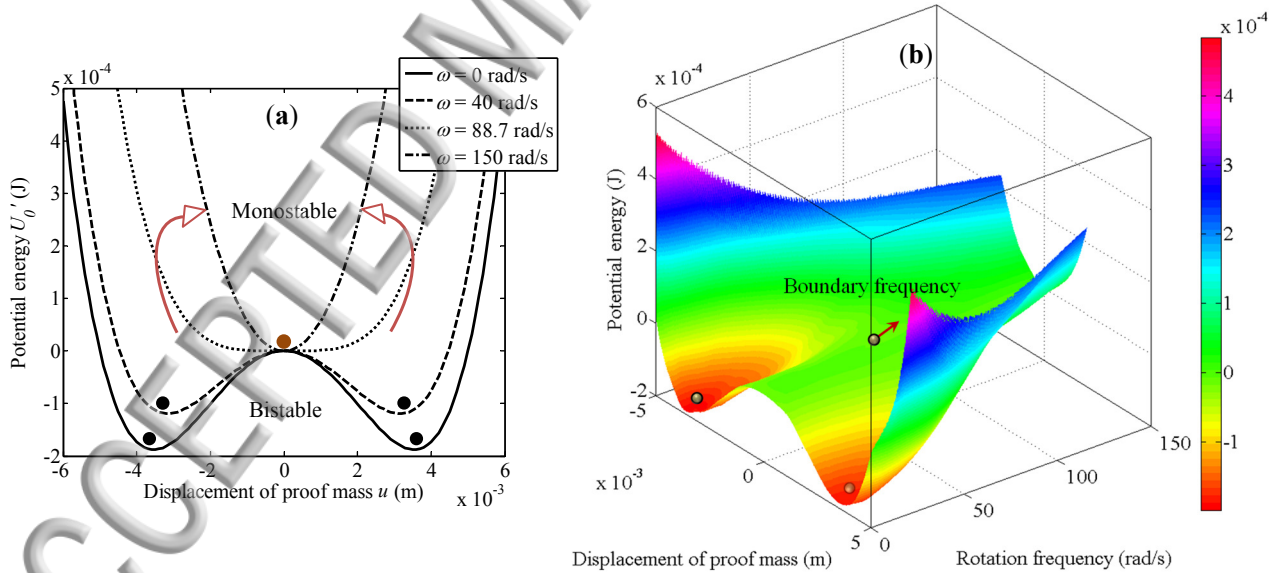 x 10⁻⁴
(a)
ω = 0 rad/s
ω = 40 rad/s
ω = 88.7 rad/s
ω = 150 rad/s
5
4
3
2
1
0
-1
-2
Potential energy U₀' (J)
Monostable
Bistable
-6
-4
-2
0
2
4
6
Displacement of proof mass u (m)
x 10⁻³
(b)
x 10⁻⁴
6
4
2
0
-2
Potential energy (J)
Boundary frequency
-5
0
5
x 10⁻³
Displacement of proof mass (m)
0
50
100
150
Rotation frequency (rad/s)
x 10⁻⁴
4
3
2
1
0
-1
CCEPTED M